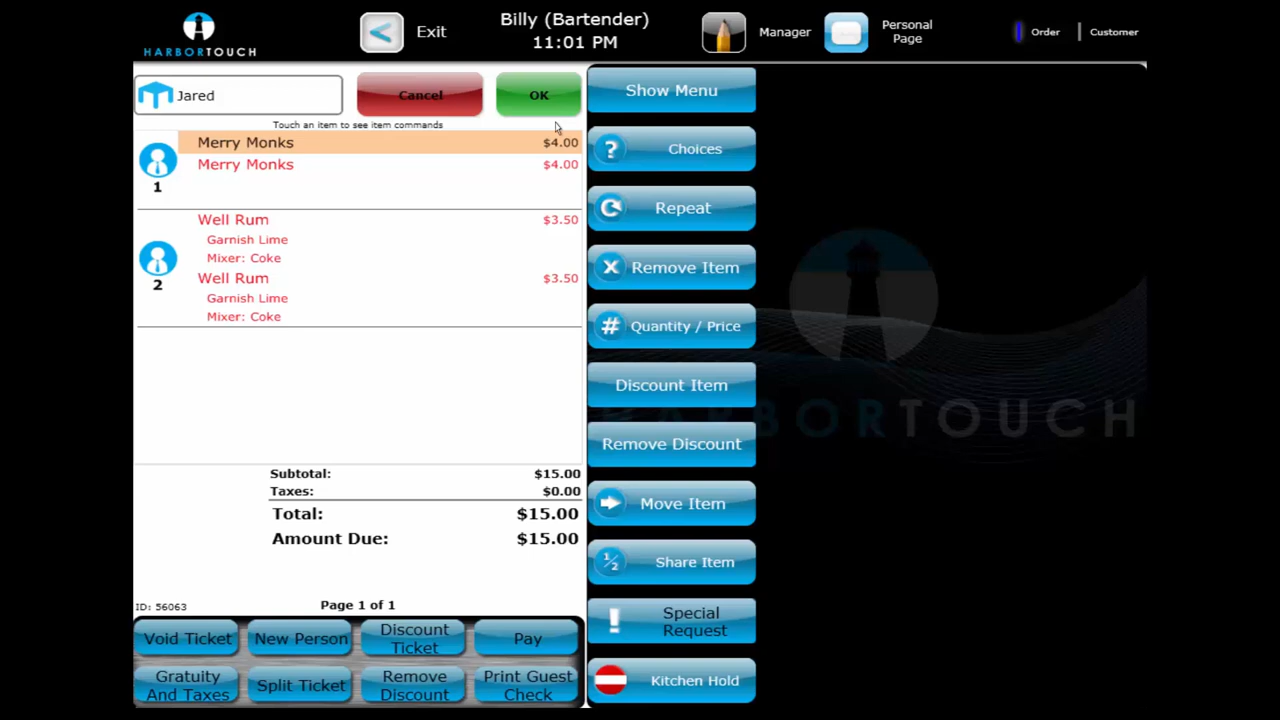 HARBORTOUCH
Exit
Billy (Bartender)
11:01 PM
Manager
Personal
Page
Order
Customer
Jared
Cancel
OK
Touch an item to see item commands
Merry Monks $4.00
Merry Monks $4.00
1
Well Rum $3.50
Garnish Lime
Mixer: Coke
2
Well Rum $3.50
Garnish Lime
Mixer: Coke
Subtotal: $15.00
Taxes: $0.00
Total: $15.00
Amount Due: $15.00
ID: 56063
Page 1 of 1
Void Ticket
New Person
Discount
Ticket
Pay
Gratuity
And Taxes
Split Ticket
Remove
Discount
Print Guest
Check
Show Menu
? Choices
Repeat
X Remove Item
# Quantity / Price
Discount Item
Remove Discount
Move Item
1/2 Share Item
! Special
Request
Kitchen Hold
HARBORTOUCH